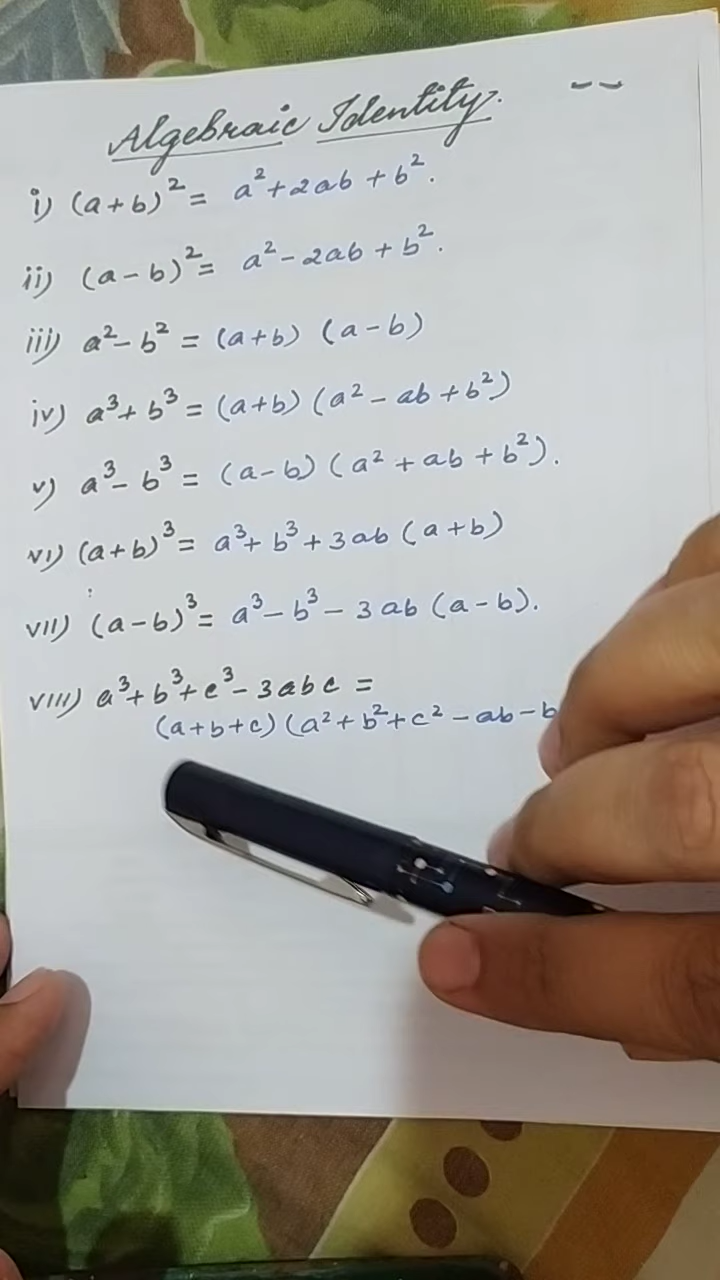 Algebraic Identity.
i) (a+b)² = a²+2ab+b².
ii) (a-b)² = a²-2ab+b².
iii) a²-b² = (a+b) (a-b)
iv) a³+b³ = (a+b) (a²-ab+b²)
v) a³-b³ = (a-b) (a²+ab+b²).
vi) (a+b)³ = a³+b³+3ab (a+b)
vii) (a-b)³ = a³-b³-3ab (a-b).
viii) a³+b³+c³-3abc =
(a+b+c) (a²+b²+c²-ab-b